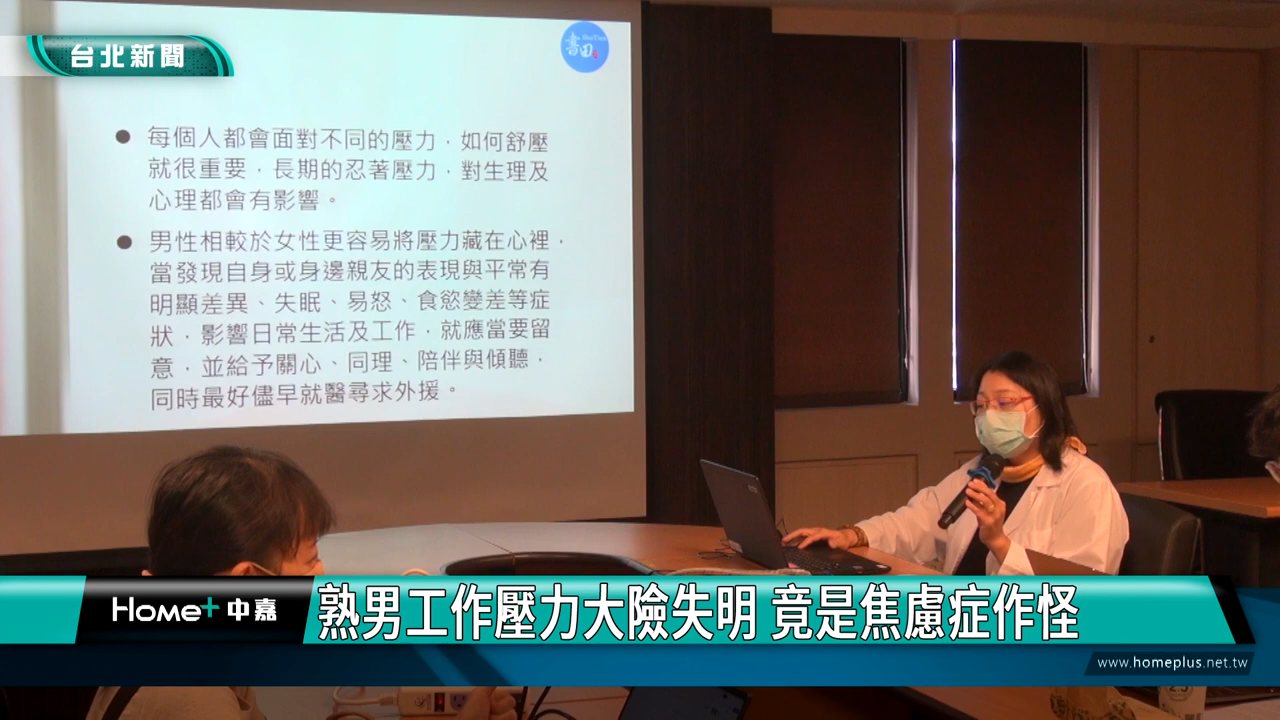 台北新聞
書田
● 每個人都會面對不同的壓力，如何舒壓
就很重要，長期的忍著壓力，對生理及
心理都會有影響。
● 男性相較於女性更容易將壓力藏在心裡，
當發現自身或身邊親友的表現與平常有
明顯差異、失眠、易怒、食慾變差等症
狀，影響日常生活及工作，就應當要留
意，並給予關心、同理、陪伴與傾聽，
同時最好儘早就醫尋求外援。
Home+ 中嘉
熟男工作壓力大險失明 竟是焦慮症作怪
www.homeplus.net.tw